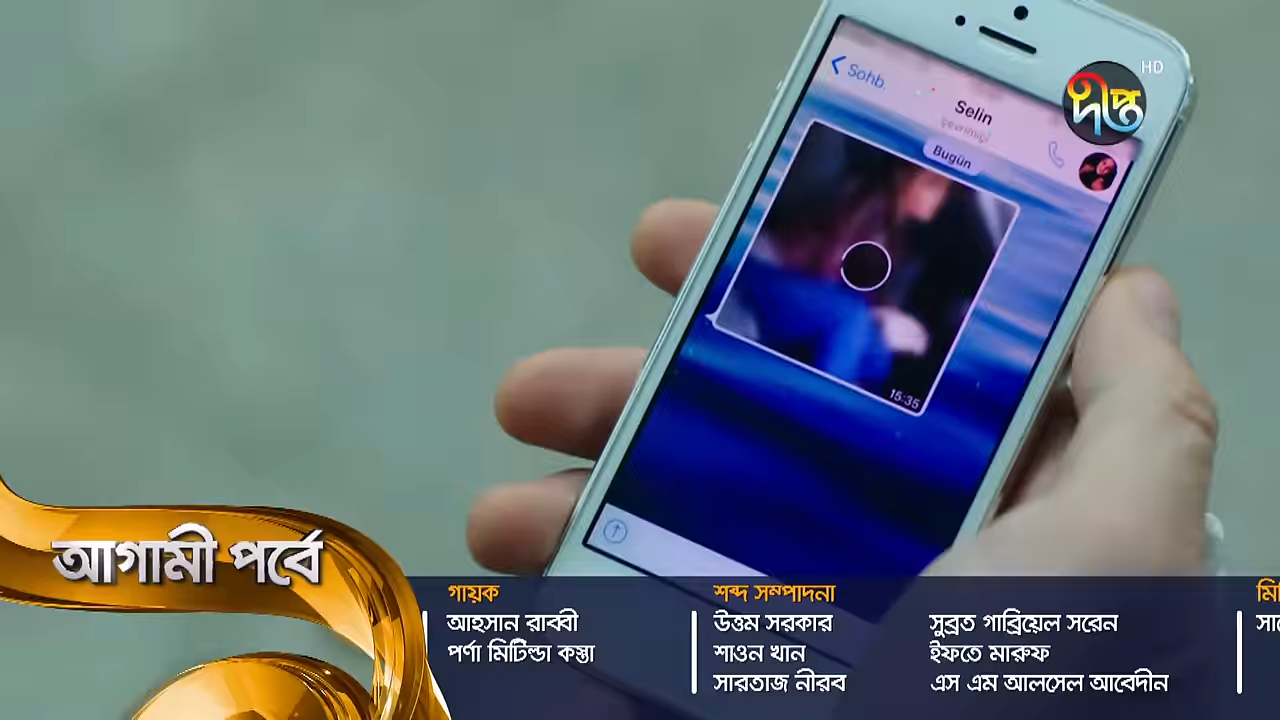 HD
দীপ্ত
Sohb.
Selin
çevrimiçi
Bugün
15:35
আগামী পর্বে
গায়ক
আহসান রাব্বী
পর্ণা মিটিল্ডা কস্তা
শব্দ সম্পাদনা
উত্তম সরকার
শাওন খান
সারতাজ নীরব
সুব্রত গাব্রিয়েল সরেন
ইফতে মারুফ
এস এম আলসেল আবেদীন